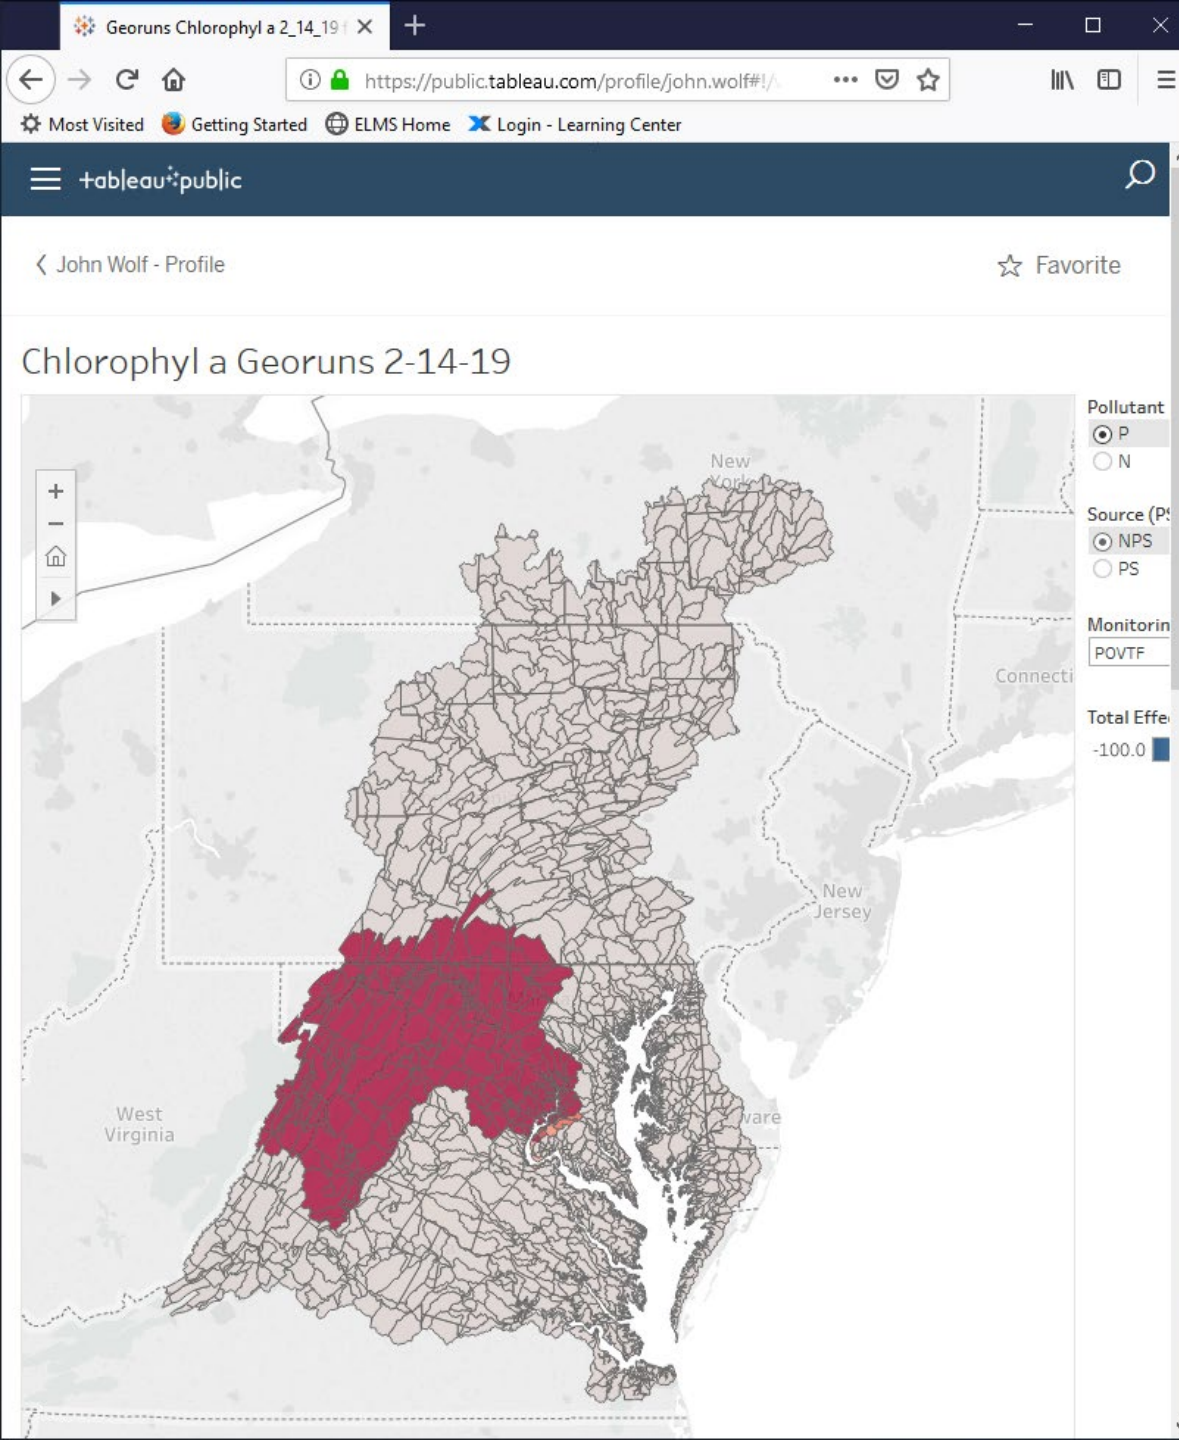 Georuns Chlorophyl a 2_14_19
https://public.tableau.com/profile/john.wolf#!/
Most Visited
Getting Started
ELMS Home
Login - Learning Center
+ableau public
John Wolf - Profile
Favorite
Chlorophyl a Georuns 2-14-19
Pollutant
P
N
Source (PS
NPS
PS
Monitorin
POVTF
Total Effe
-100.0
New
York
Connecti
New
Jersey
West
Virginia
ware